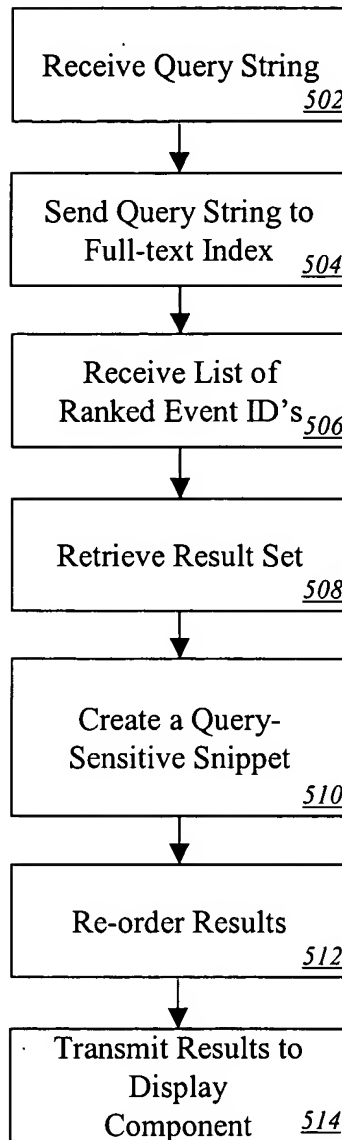 Receive Query String
502
Send Query String to
Full-text Index
504
Receive List of
Ranked Event ID's
506
Retrieve Result Set
508
Create a Query-
Sensitive Snippet
510
Re-order Results
512
Transmit Results to
Display
Component
514